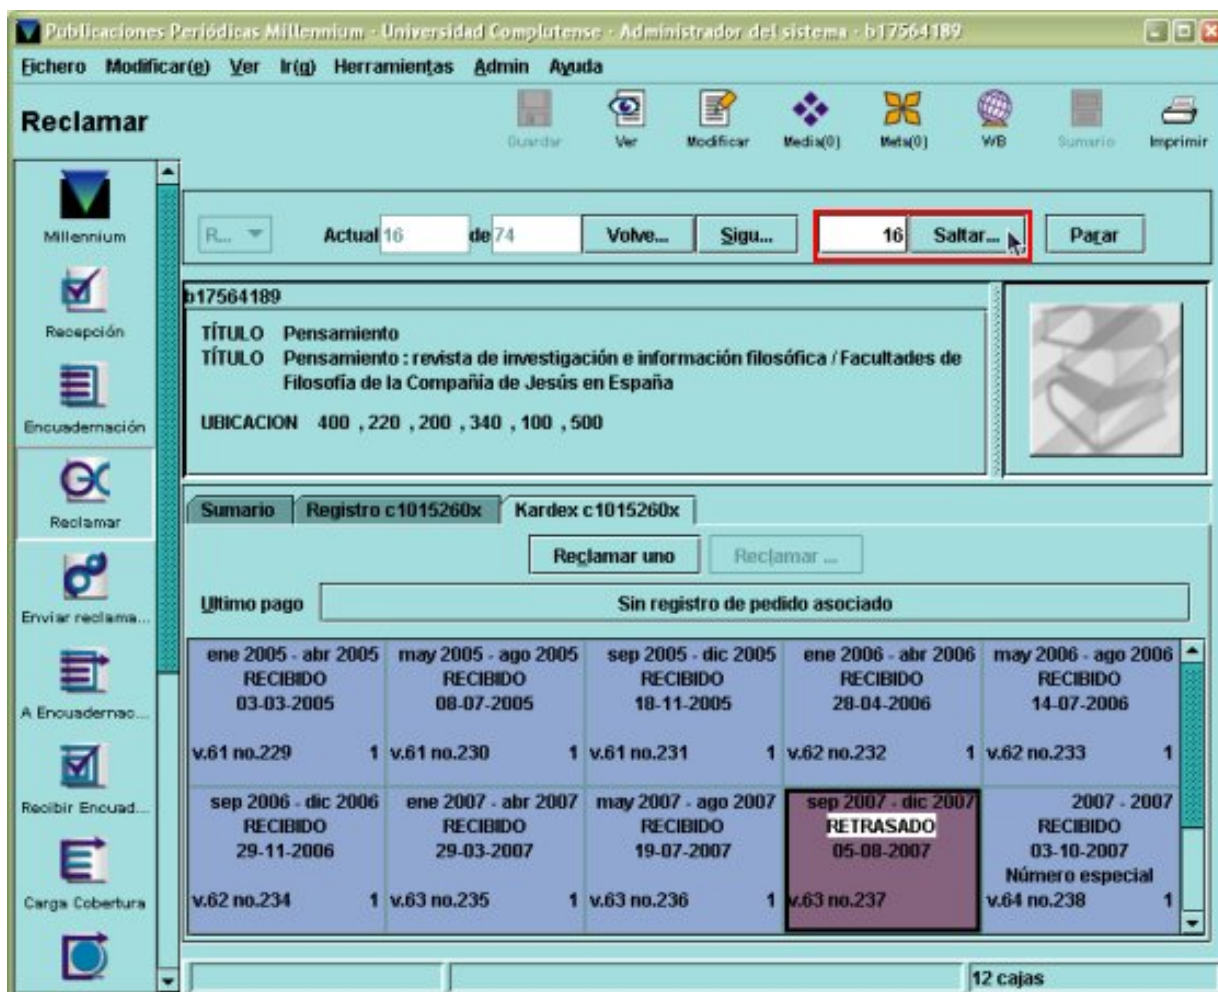 Publicaciones Periódicas Millennium - Universidad Complutense - Administrador del sistema - b17564189
Fichero Modificar(e) Ver Ir(g) Herramientas Admin Ayuda
Reclamar
Guardar Ver Modificar Media(0) Meta(0) WB Sumario Imprimir
Millennium
Recepción
Encuadernación
Reclamar
Enviar reclama...
A Encuadernac...
Recibir Encuad...
Carga Cobertura
R... Actual 16 de 74 Volve... Sigu... 16 Saltar... Parar
b17564189
TÍTULO Pensamiento
TÍTULO Pensamiento : revista de investigación e información filosófica / Facultades de
Filosofía de la Compañía de Jesús en España
UBICACION 400 , 220 , 200 , 340 , 100 , 500
Sumario Registro c1015260x Kardex c1015260x
Reclamar uno Reclamar ...
Ultimo pago Sin registro de pedido asociado
ene 2005 - abr 2005 may 2005 - ago 2005 sep 2005 - dic 2005 ene 2006 - abr 2006 may 2006 - ago 2006
RECIBIDO RECIBIDO RECIBIDO RECIBIDO RECIBIDO
03-03-2005 08-07-2005 18-11-2005 28-04-2006 14-07-2006
v.61 no.229 1 v.61 no.230 1 v.61 no.231 1 v.62 no.232 1 v.62 no.233 1
sep 2006 - dic 2006 ene 2007 - abr 2007 may 2007 - ago 2007 sep 2007 - dic 2007 2007 - 2007
RECIBIDO RECIBIDO RECIBIDO RETRASADO RECIBIDO
29-11-2006 29-03-2007 19-07-2007 05-08-2007 03-10-2007
Número especial
v.62 no.234 1 v.63 no.235 1 v.63 no.236 1 v.63 no.237 v.64 no.238 1
12 cajas